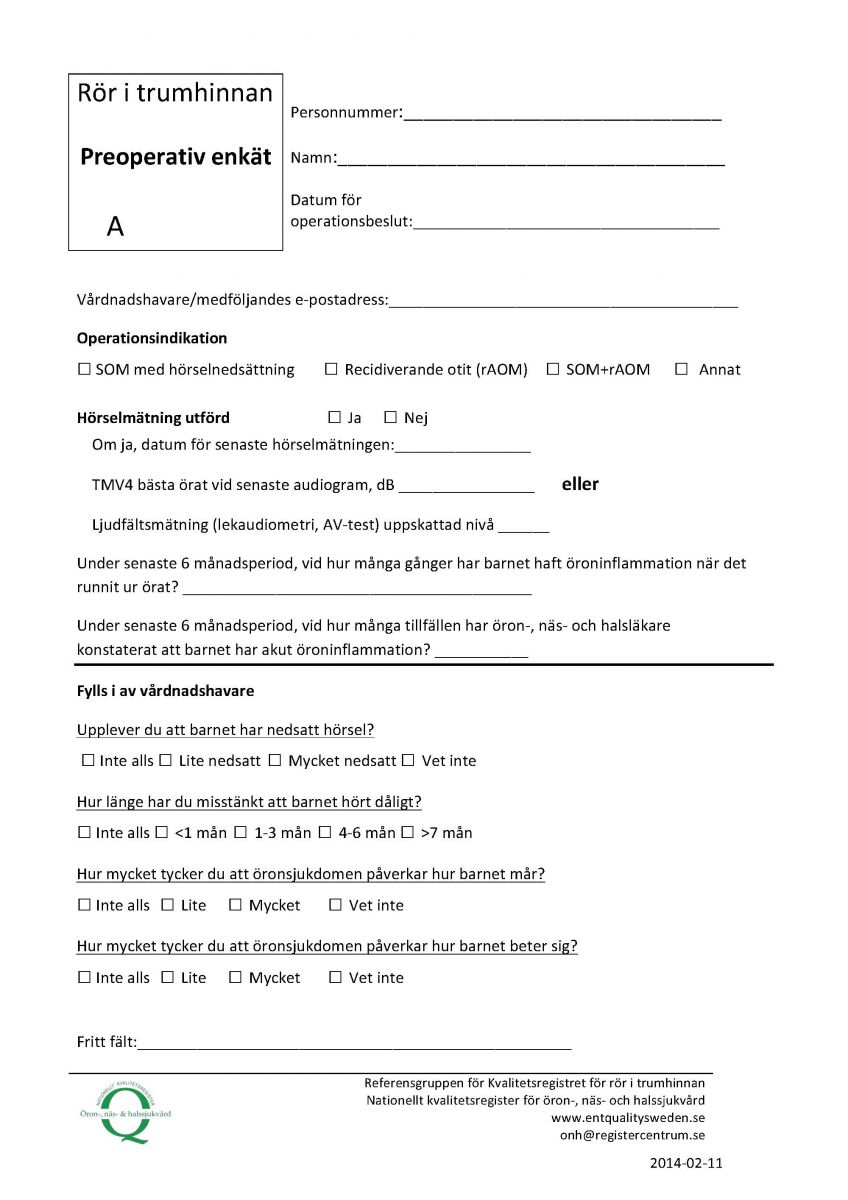 Rör i trumhinnan
Preoperativ enkät
A
Personnummer:______________________________________
Namn:______________________________________________
Datum för
operationsbeslut:____________________________________
Vårdnadshavare/medföljandes e-postadress:_________________________________________
Operationsindikation
☐ SOM med hörselnedsättning ☐ Recidiverande otit (rAOM) ☐ SOM+rAOM ☐ Annat
Hörselmätning utförd ☐ Ja ☐ Nej
Om ja, datum för senaste hörselmätningen:________________
TMV4 bästa örat vid senaste audiogram, dB ________________ eller
Ljudfältsmätning (lekaudiometri, AV-test) uppskattad nivå ______
Under senaste 6 månadsperiod, vid hur många gånger har barnet haft öroninflammation när det
runnit ur örat? _________________________________________
Under senaste 6 månadsperiod, vid hur många tillfällen har öron-, näs- och halsläkare
konstaterat att barnet har akut öroninflammation? ___________
Fylls i av vårdnadshavare
Upplever du att barnet har nedsatt hörsel?
☐ Inte alls ☐ Lite nedsatt ☐ Mycket nedsatt ☐ Vet inte
Hur länge har du misstänkt att barnet hört dåligt?
☐ Inte alls ☐ <1 mån ☐ 1-3 mån ☐ 4-6 mån ☐ >7 mån
Hur mycket tycker du att öronsjukdomen påverkar hur barnet mår?
☐ Inte alls ☐ Lite ☐ Mycket ☐ Vet inte
Hur mycket tycker du att öronsjukdomen påverkar hur barnet beter sig?
☐ Inte alls ☐ Lite ☐ Mycket ☐ Vet inte
Fritt fält:___________________________________________________
NATIONELLT KVALITETSREGISTER
Öron-, näs- & halssjukvård
Referensgruppen för Kvalitetsregistret för rör i trumhinnan
Nationellt kvalitetsregister för öron-, näs- och halssjukvård
www.entqualitysweden.se
onh@registercentrum.se
2014-02-11